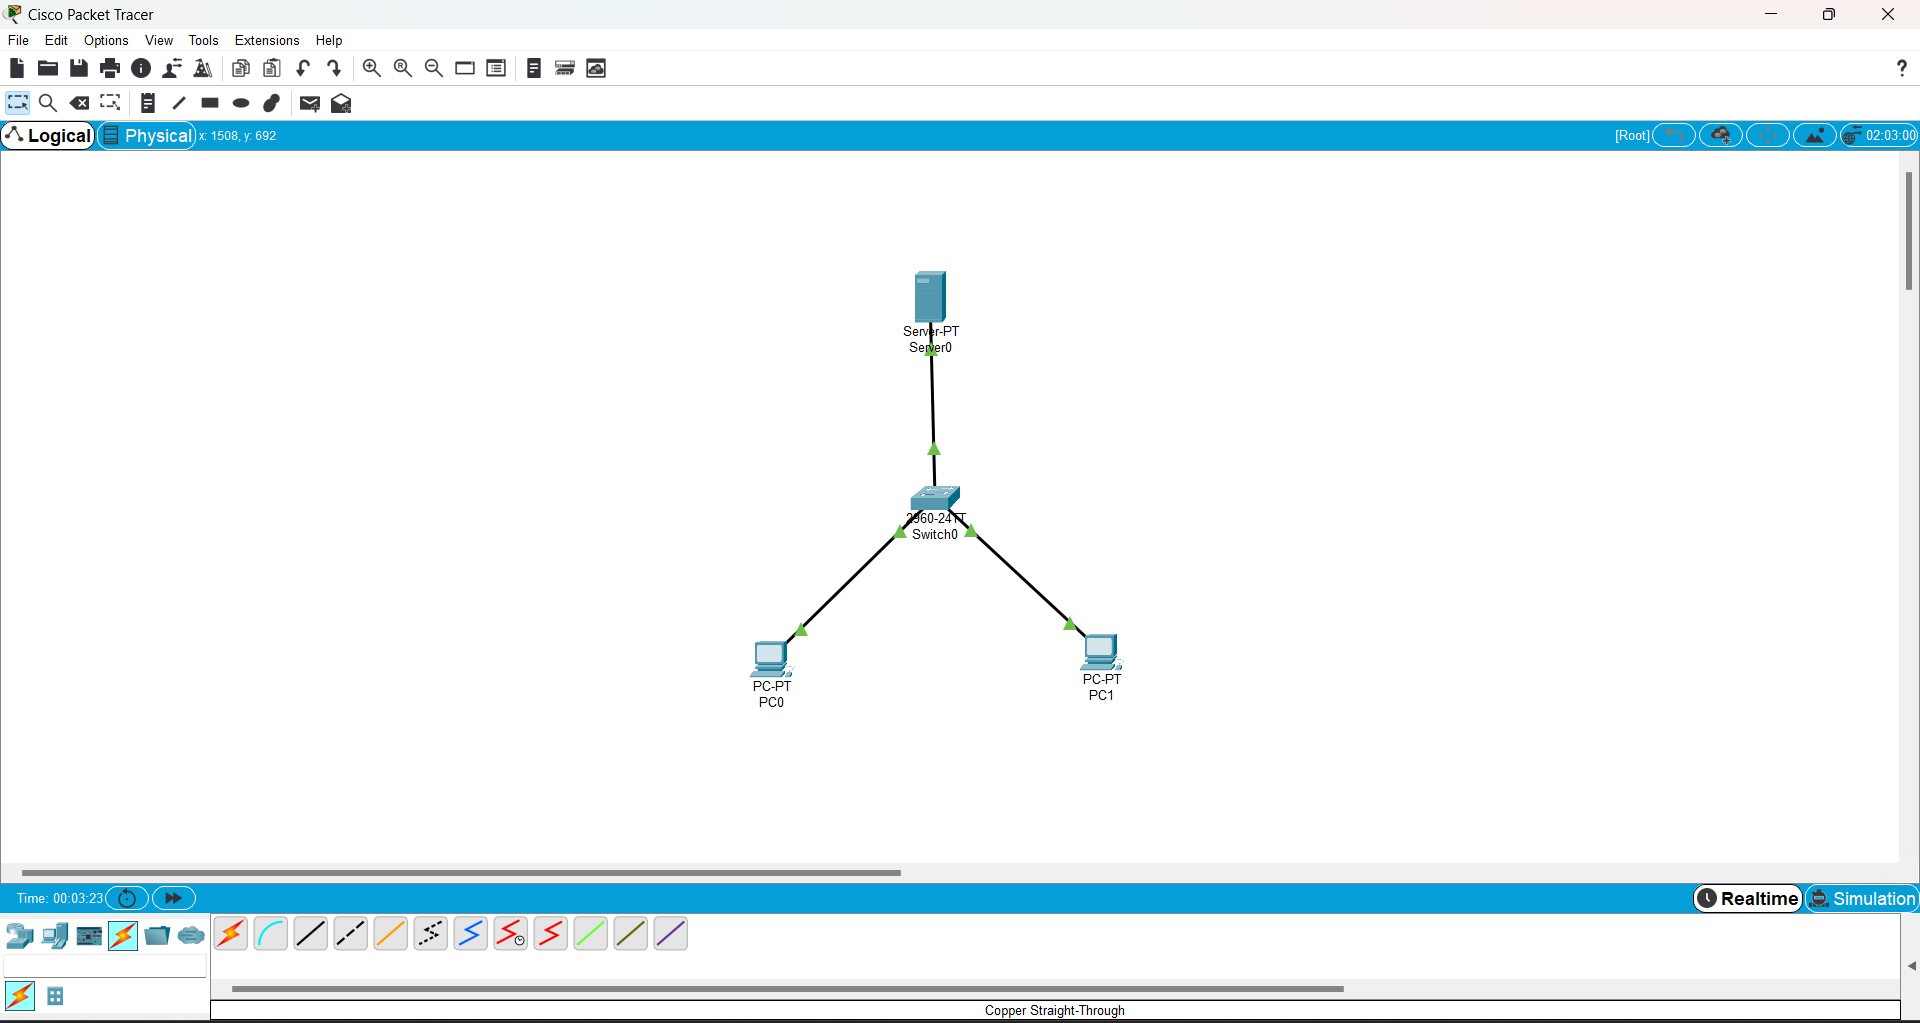 Cisco Packet Tracer
File Edit Options View Tools Extensions Help
Logical Physical x: 1508, y: 692 [Root] 02:03:00
Server-PT
Server0
2960-24TT
Switch0
PC-PT
PC0
PC-PT
PC1
Time: 00:03:23 Realtime Simulation
Copper Straight-Through